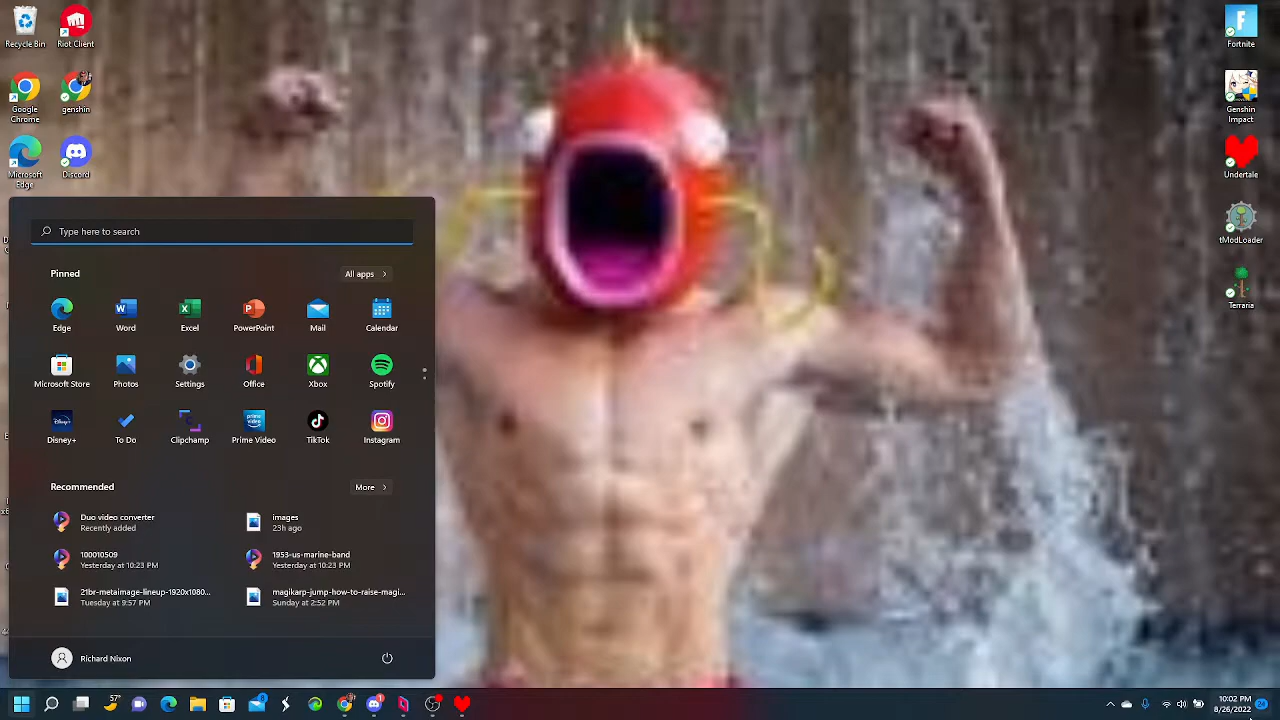 Recycle Bin
Riot Client
Google
Chrome
genshin
Microsoft
Edge
Discord
Fortnite
Genshin
Impact
Undertale
tModLoader
Terraria
Type here to search
Pinned
All apps >
Edge
Word
Excel
PowerPoint
Mail
Calendar
Microsoft Store
Photos
Settings
Office
Xbox
Spotify
Disney+
To Do
Clipchamp
Prime Video
TikTok
Instagram
Recommended
More >
Duo video converter
Recently added
images
23h ago
100010509
Yesterday at 10:23 PM
1953-us-marine-band
Yesterday at 10:23 PM
21br-metaimage-lineup-1920x1080...
Tuesday at 9:57 PM
magikarp-jump-how-to-raise-magi...
Sunday at 2:52 PM
Richard Nixon
10:02 PM
8/26/2022